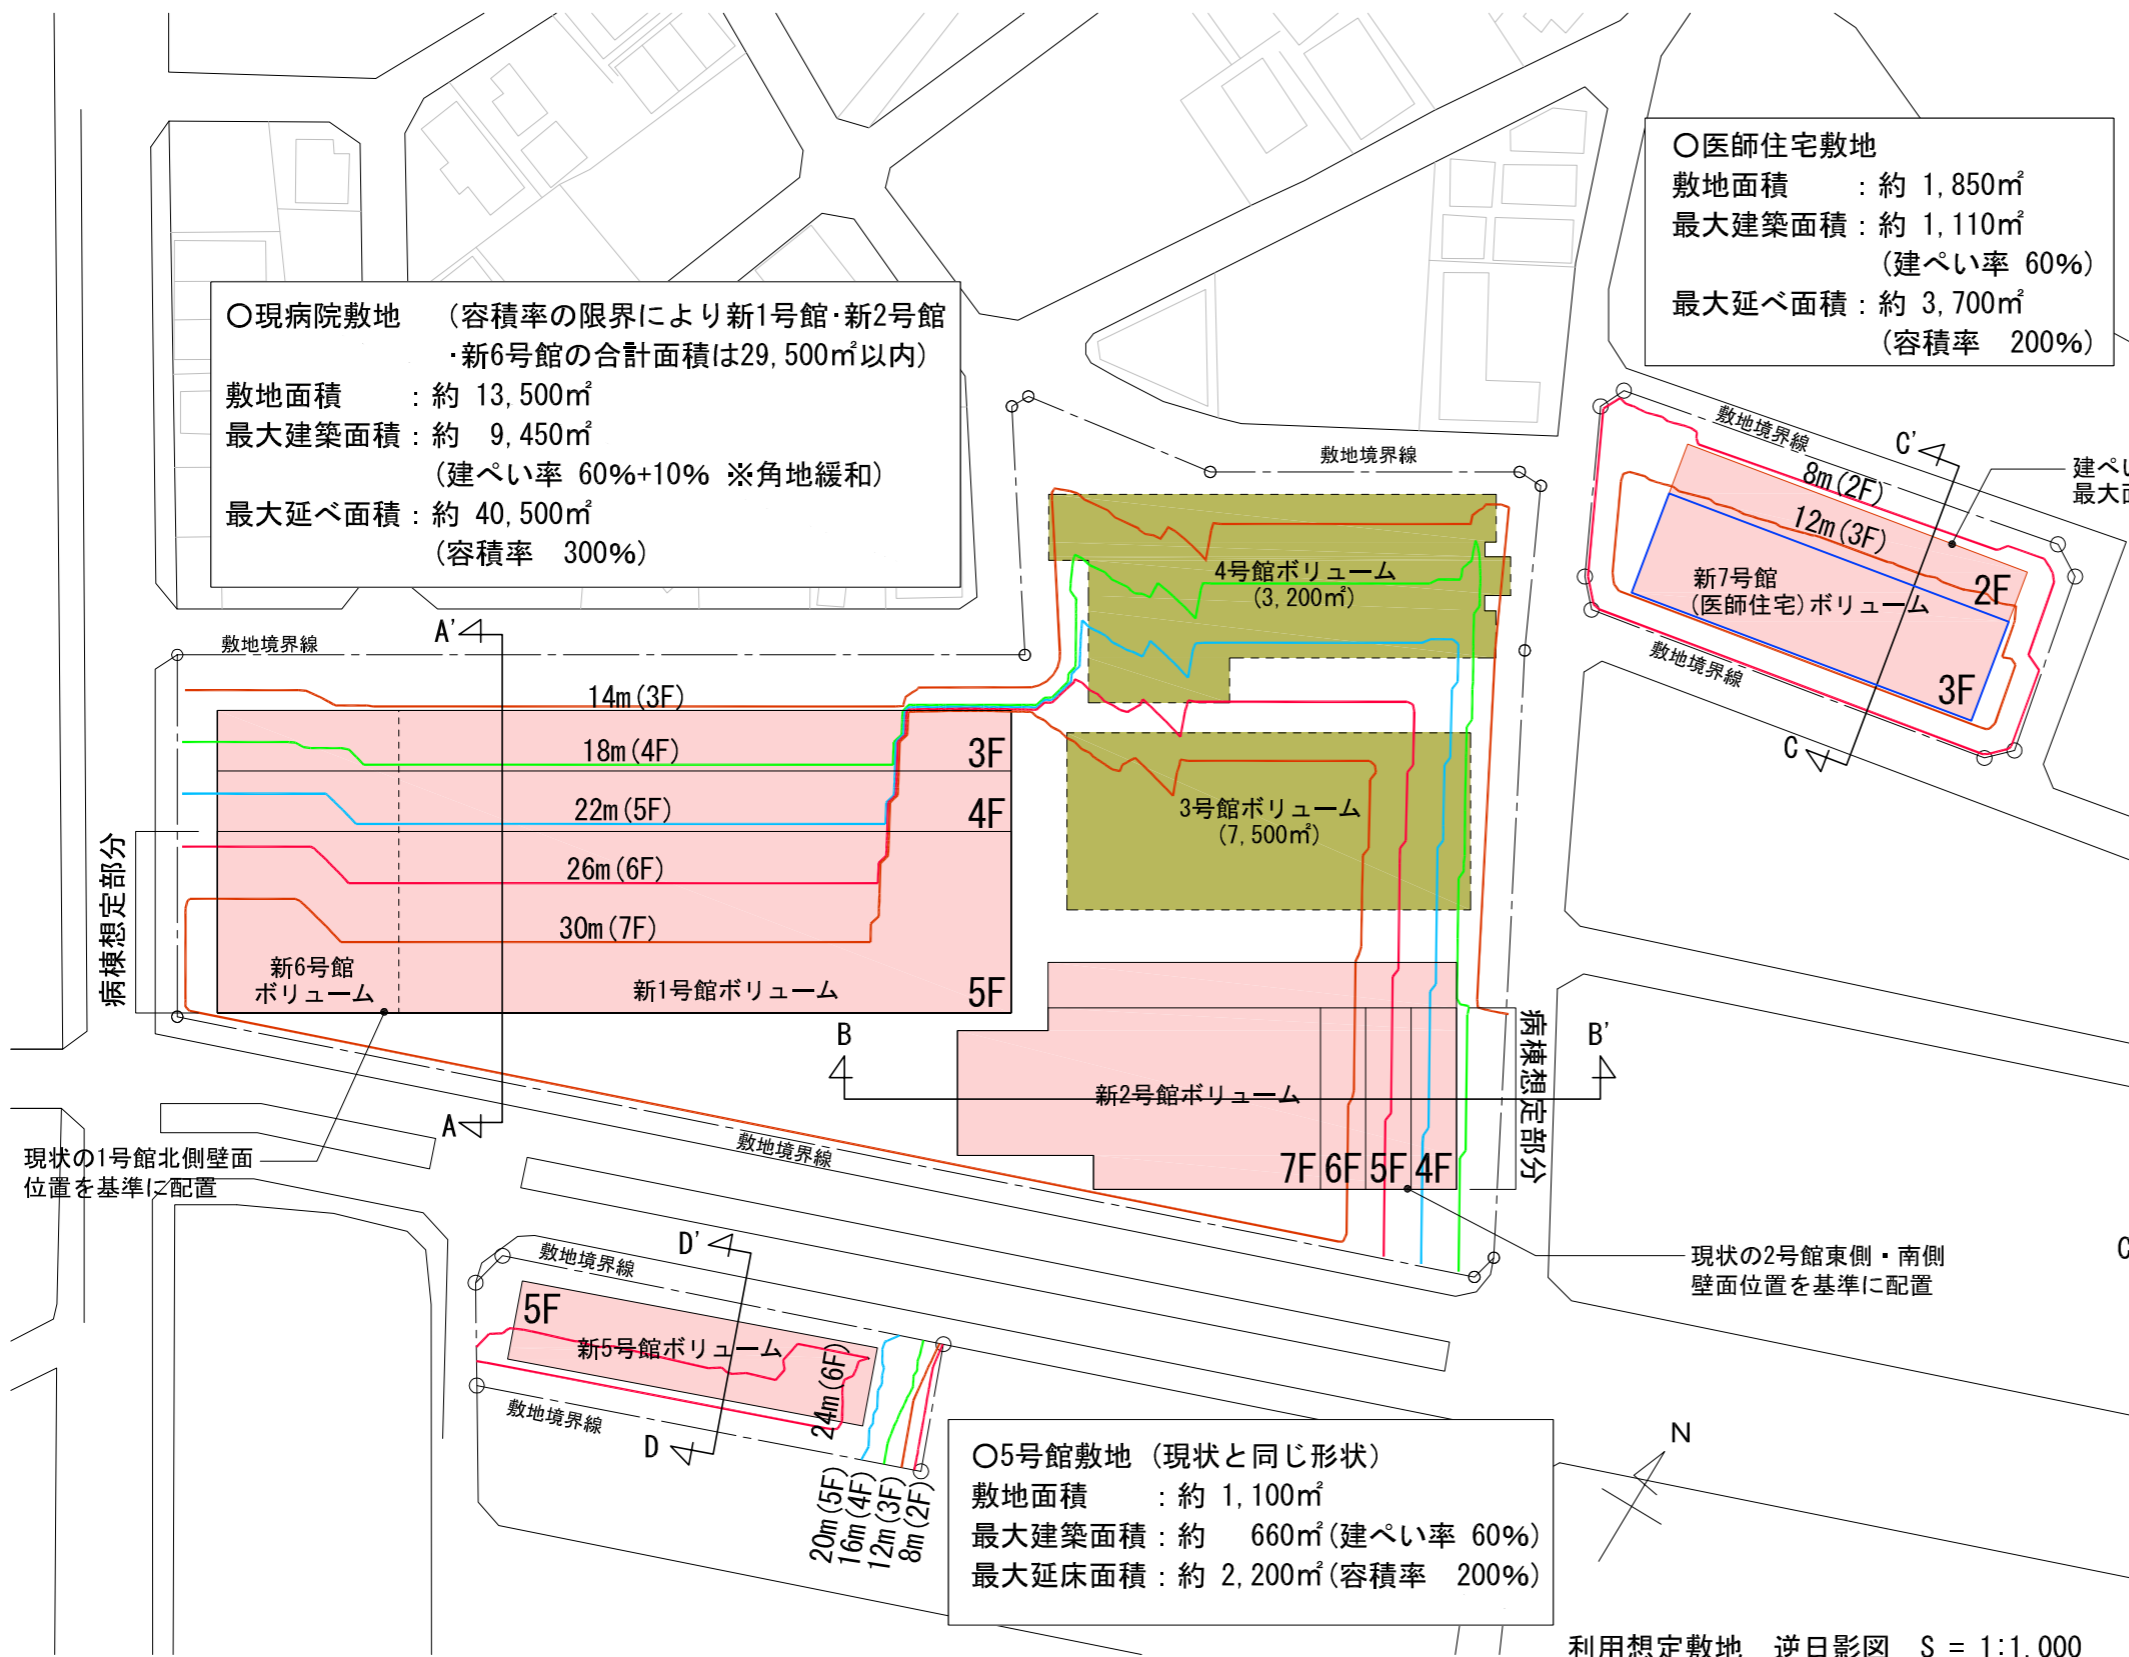 ○医師住宅敷地
敷地面積 : 約 1,850㎡
最大建築面積 : 約 1,110㎡
(建ぺい率 60%)
最大延べ面積 : 約 3,700㎡
(容積率 200%)
○現病院敷地 (容積率の限界により新1号館・新2号館
・新6号館の合計面積は29,500㎡以内)
敷地面積 : 約 13,500㎡
最大建築面積 : 約 9,450㎡
(建ぺい率 60%+10% ※角地緩和)
最大延べ面積 : 約 40,500㎡
(容積率 300%)
敷地境界線
敷地境界線
敷地境界線
C'
建ぺ
最大
8m(2F)
12m(3F)
新7号館
(医師住宅)ボリューム
2F
3F
敷地境界線
C
4号館ボリューム
(3,200㎡)
A'
14m(3F)
18m(4F)
3F
22m(5F)
4F
26m(6F)
30m(7F)
病棟想定部分
新6号館
ボリューム
新1号館ボリューム
5F
3号館ボリューム
(7,500㎡)
B
B'
病棟想定部分
新2号館ボリューム
7F
6F
5F
4F
A
現状の1号館北側壁面
位置を基準に配置
敷地境界線
現状の2号館東側・南側
壁面位置を基準に配置
C
D'
敷地境界線
5F
新5号館ボリューム
24m(6F)
敷地境界線
D
20m(5F)
16m(4F)
12m(3F)
8m(2F)
○5号館敷地 (現状と同じ形状)
敷地面積 : 約 1,100㎡
最大建築面積 : 約 660㎡(建ぺい率 60%)
最大延床面積 : 約 2,200㎡(容積率 200%)
N
利用想定敷地 逆日影図 S = 1:1,000